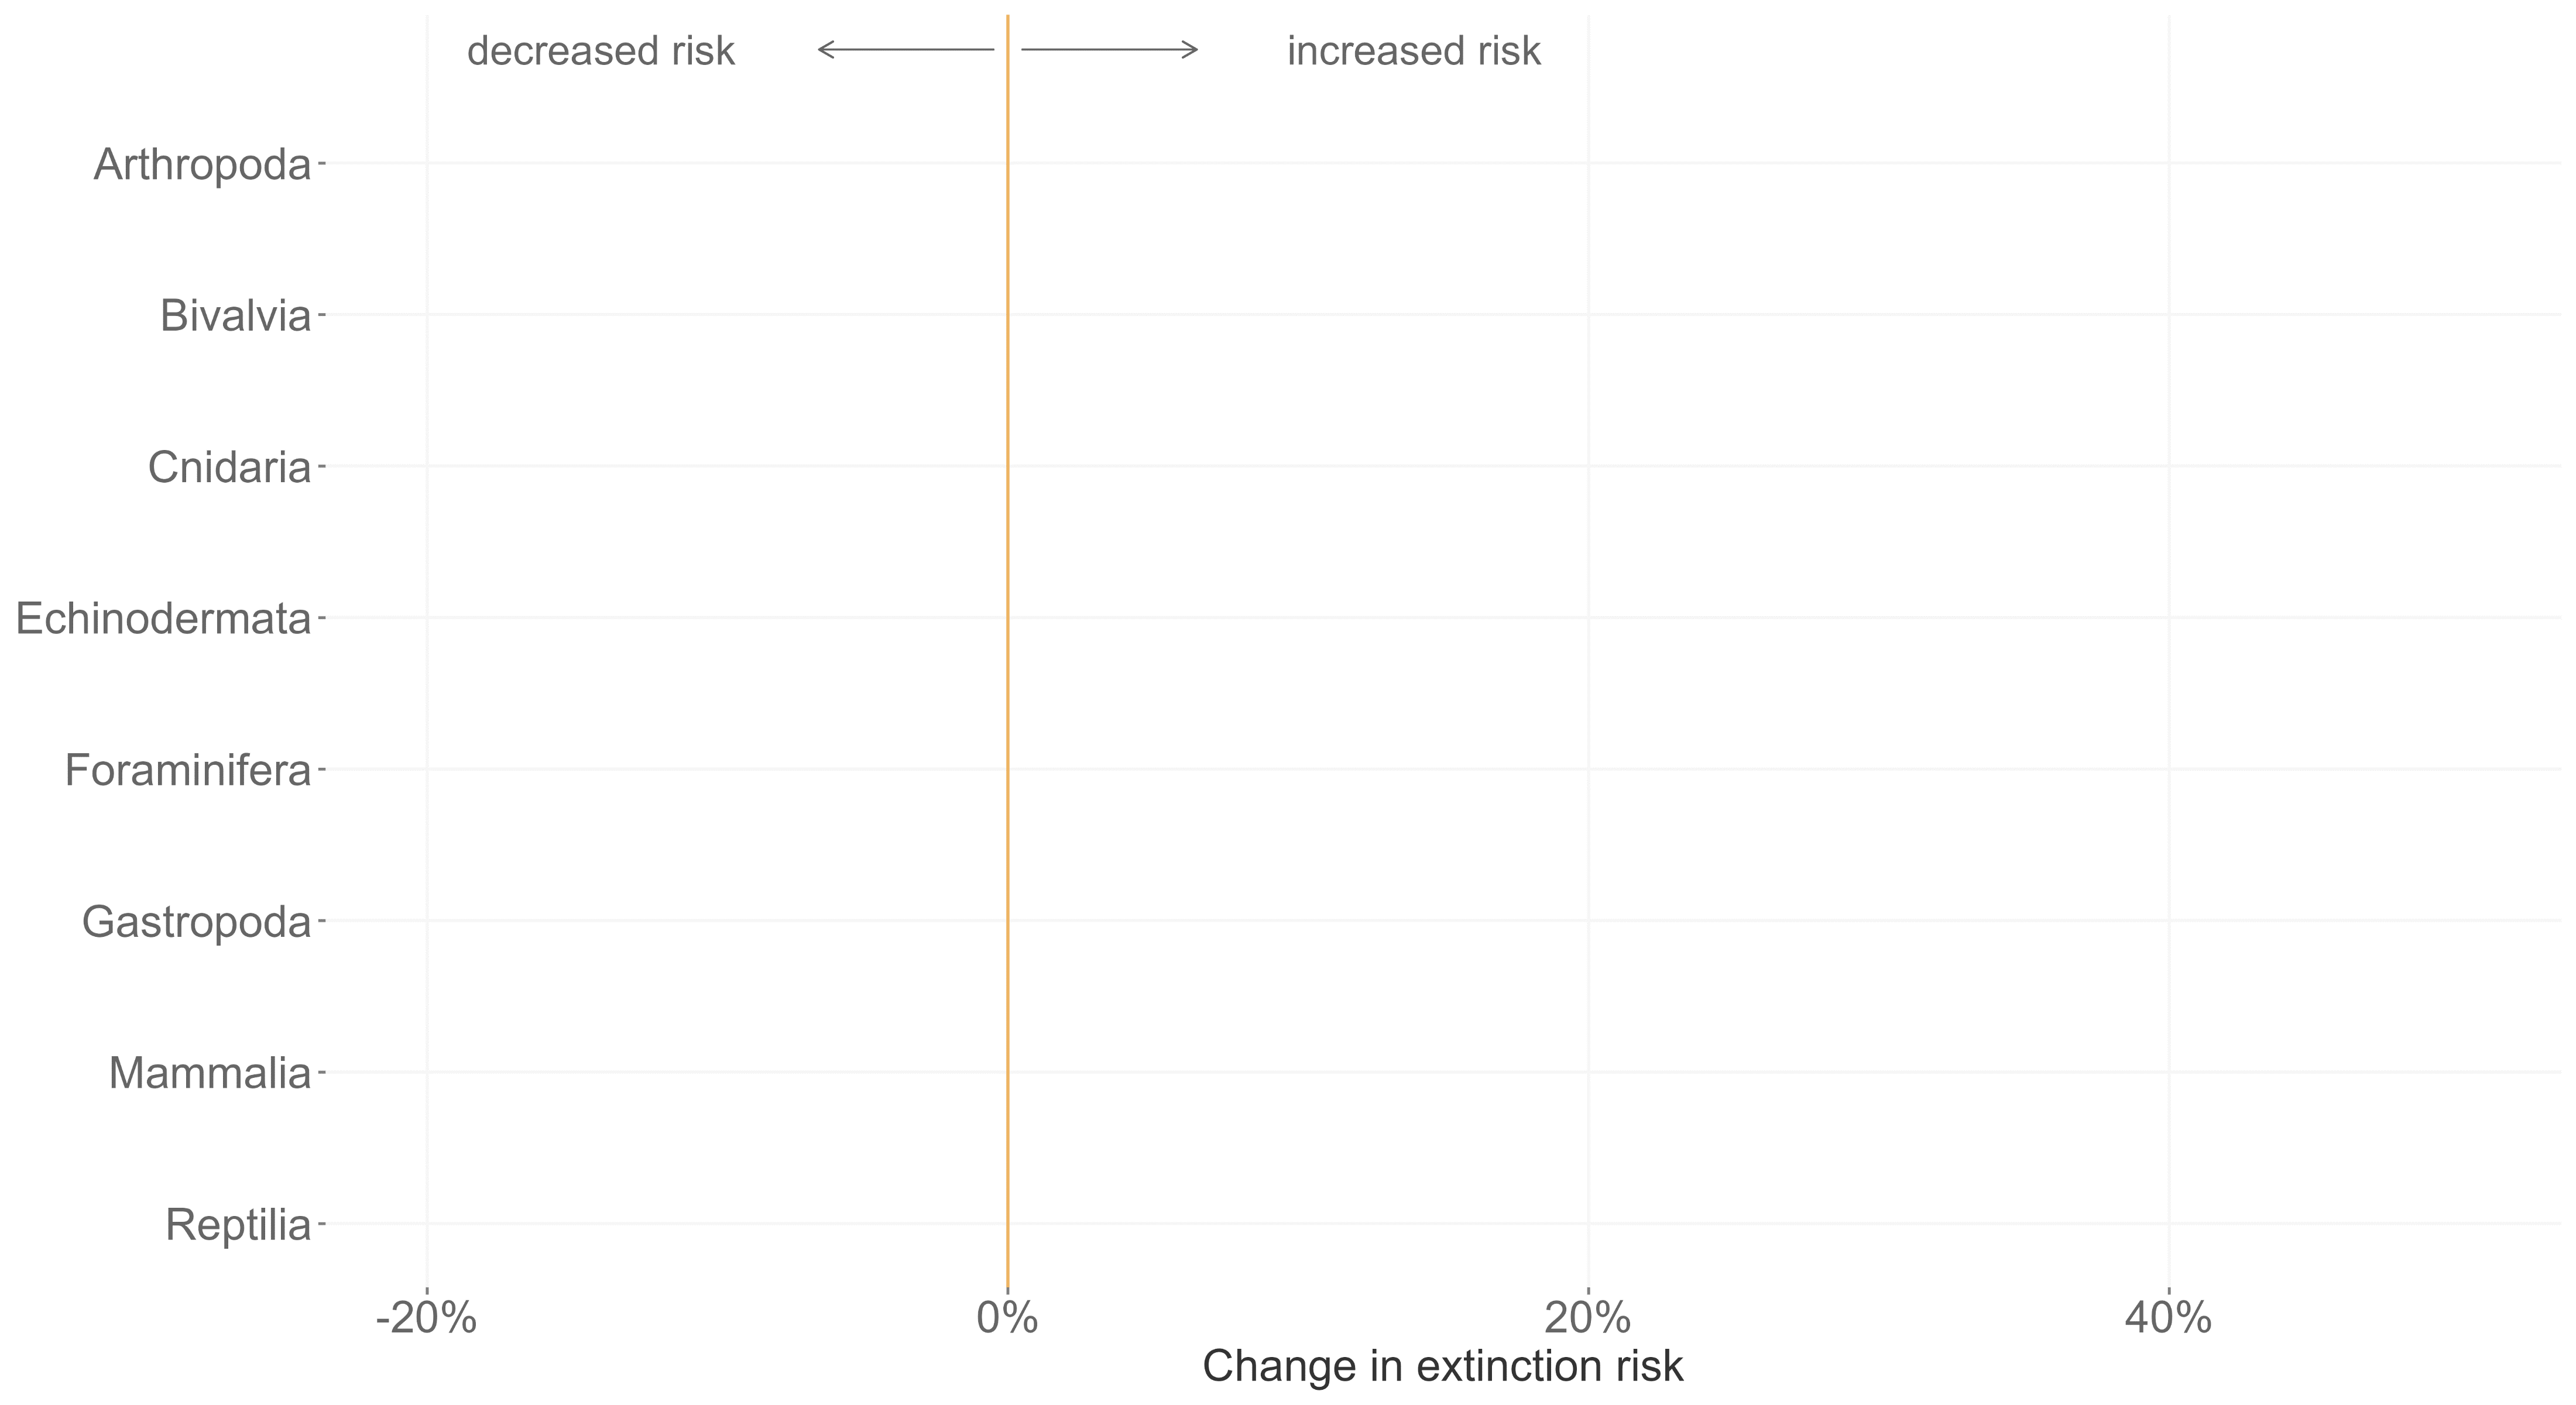 decreased risk
increased risk
Arthropoda
Bivalvia
Cnidaria
Echinodermata
Foraminifera
Gastropoda
Mammalia
Reptilia
-20%
0%
20%
40%
Change in extinction risk